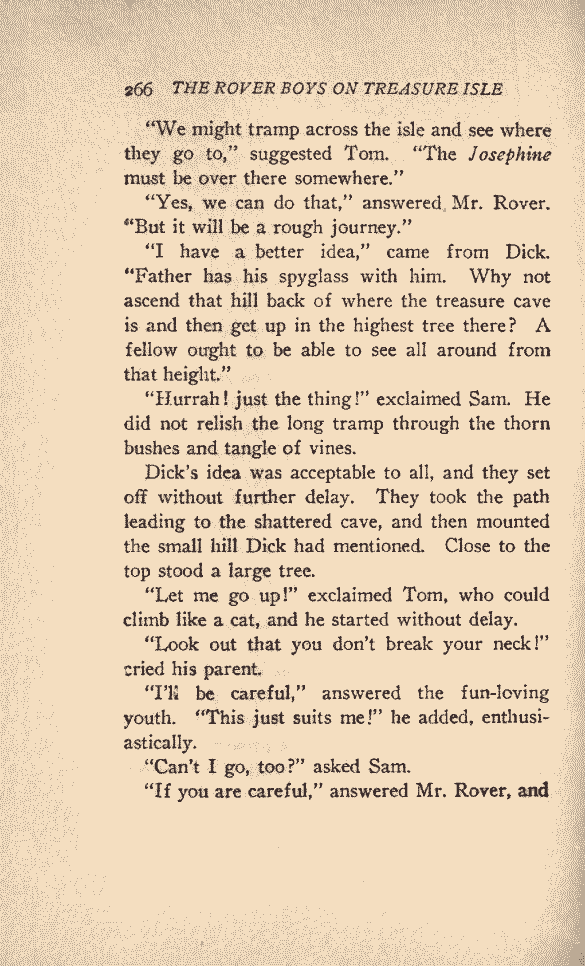 266 THE ROVER BOYS ON TREASURE ISLE
"We might tramp across the isle and see where
they go to," suggested Tom. "The Josephine
must be over there somewhere."
"Yes, we can do that," answered Mr. Rover.
"But it will be a rough journey."
"I have a better idea," came from Dick.
"Father has his spyglass with him. Why not
ascend that hill back of where the treasure cave
is and then get up in the highest tree there? A
fellow ought to be able to see all around from
that height."
"Hurrah! just the thing!" exclaimed Sam. He
did not relish the long tramp through the thorn
bushes and tangle of vines.
Dick's idea was acceptable to all, and they set
off without further delay. They took the path
leading to the shattered cave, and then mounted
the small hill Dick had mentioned. Close to the
top stood a large tree.
"Let me go up!" exclaimed Tom, who could
climb like a cat, and he started without delay.
"Look out that you don't break your neck!"
cried his parent.
"I'll be careful," answered the fun-loving
youth. "This just suits me!" he added, enthusi-
astically.
"Can't I go, too?" asked Sam.
"If you are careful," answered Mr. Rover, and